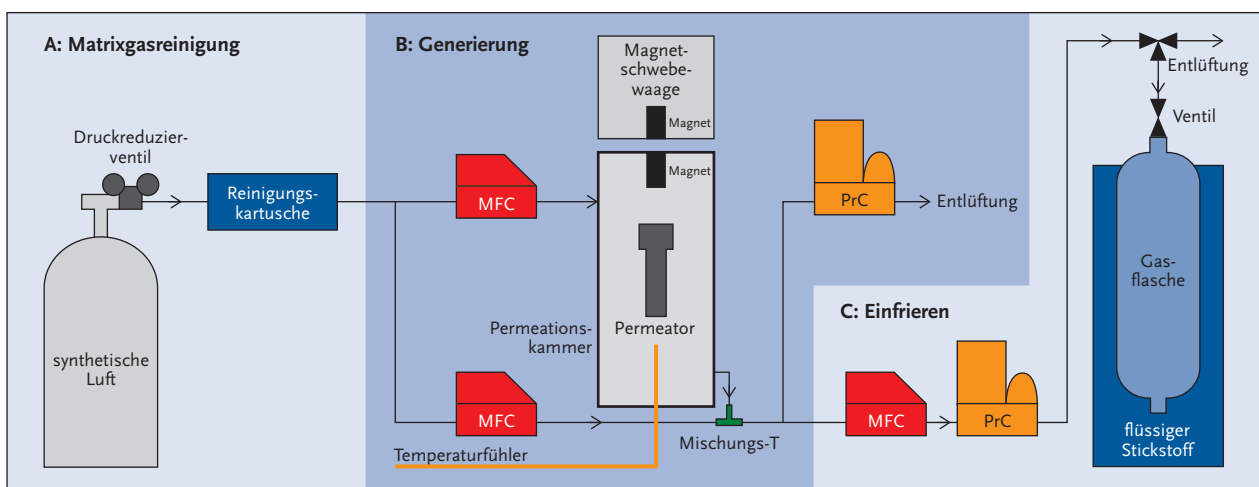 A: Matrixgasreinigung
Druckreduzier-
ventil
Reinigungs-
kartusche
synthetische
Luft
B: Generierung
Magnet-
schwebe-
waage
Magnet
Magnet
MFC
Permeations-
kammer
Permeator
MFC
Temperaturfühler
Mischungs-T
PrC
Entlüftung
C: Einfrieren
MFC
PrC
Entlüftung
Ventil
Gas-
flasche
flüssiger
Stickstoff